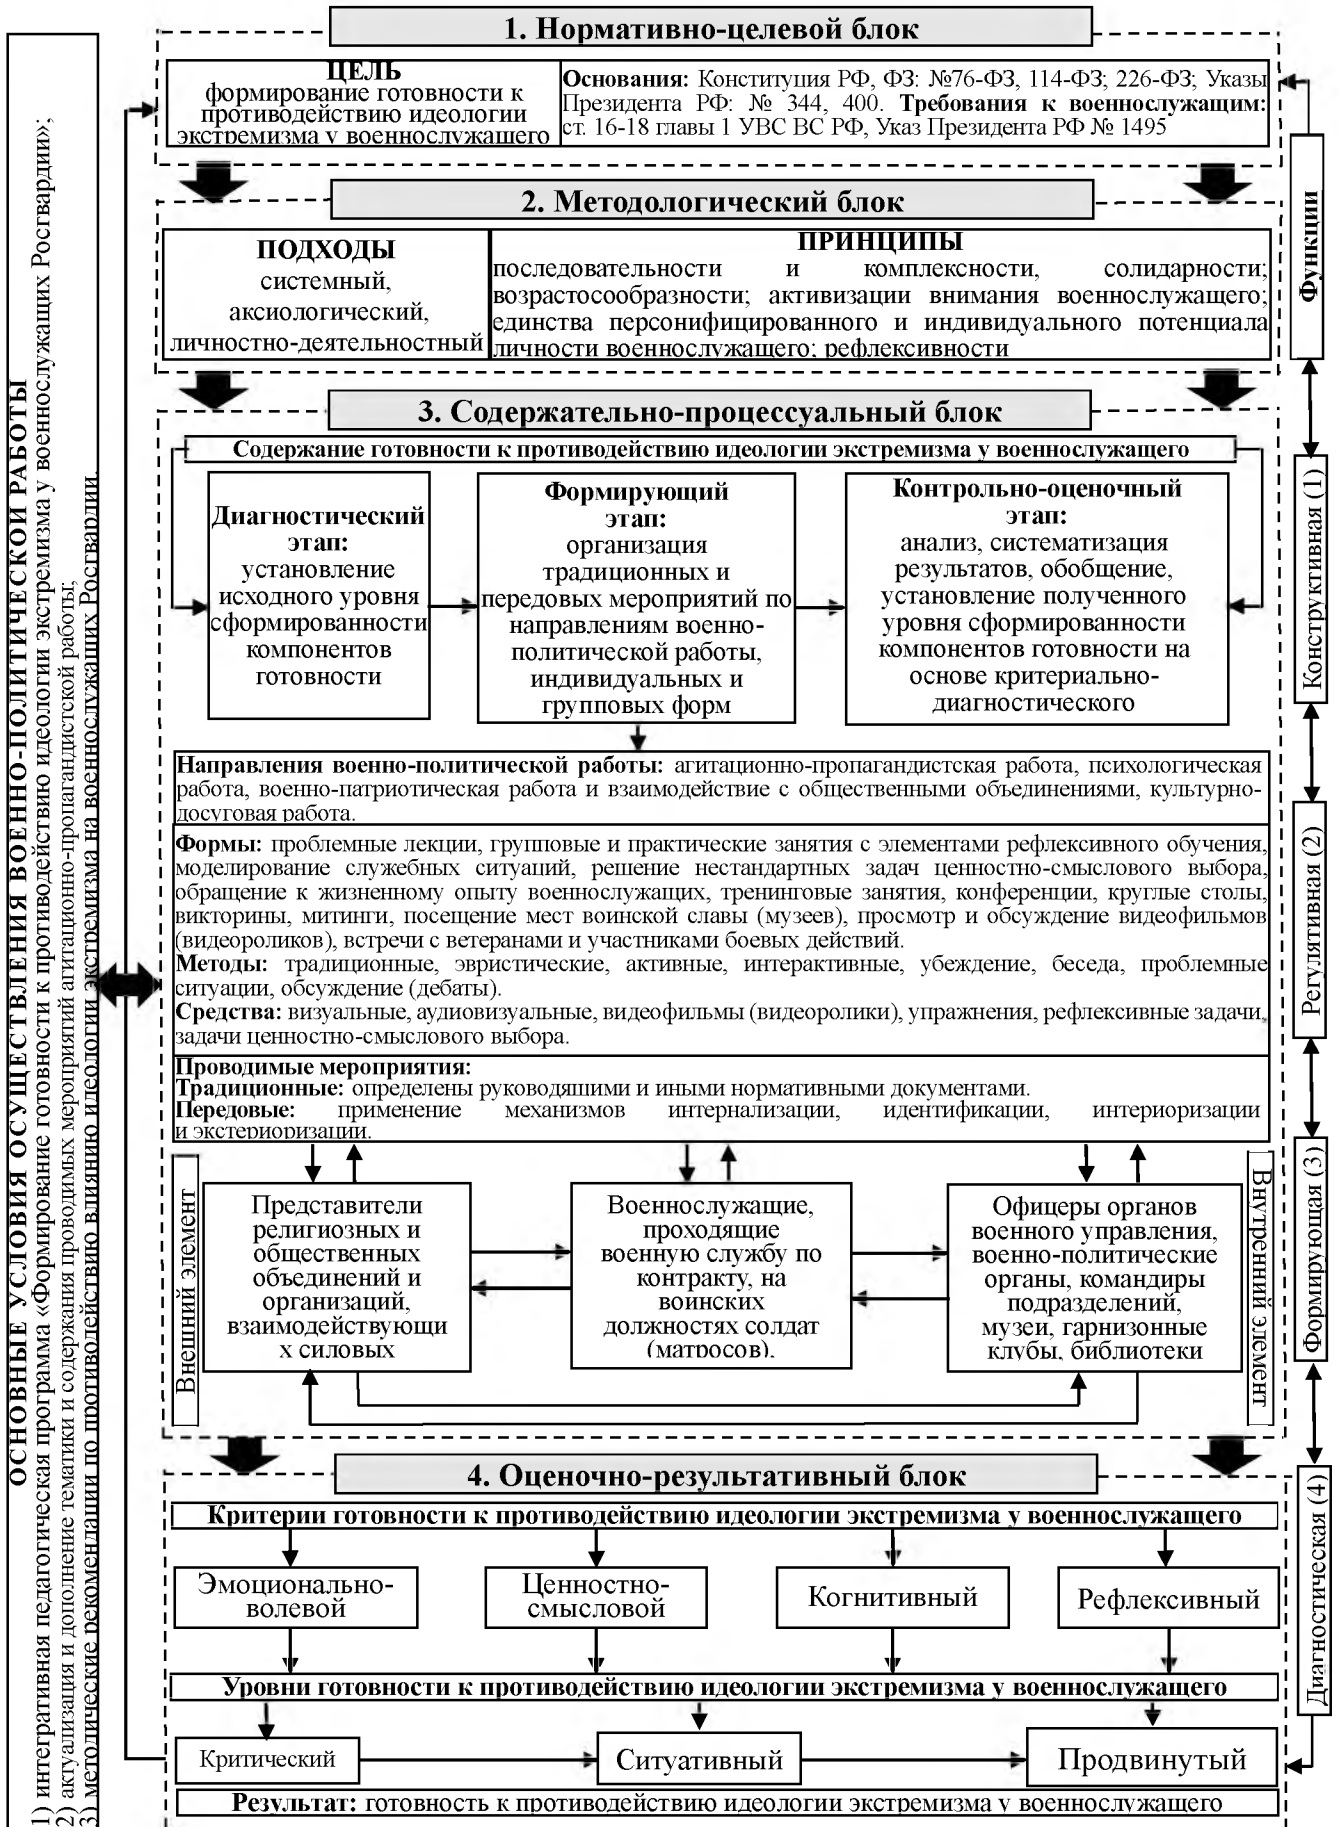 1. Нормативно-целевой блок
ЦЕЛЬ
формирование готовности к
противодействию идеологии
экстремизма у военнослужащего
Основания: Конституция РФ, ФЗ: №76-ФЗ, 114-ФЗ; 226-ФЗ; Указы
Президента РФ: № 344, 400. Требования к военнослужащим:
ст. 16-18 главы 1 УВС ВС РФ, Указ Президента РФ № 1495
2. Методологический блок
ПОДХОДЫ
системный,
аксиологический,
личностно-деятельностный
ПРИНЦИПЫ
последовательности и комплексности, солидарности;
возрастосообразности; активизации внимания военнослужащего;
единства персонифицированного и индивидуального потенциала
личности военнослужащего; рефлексивности
3. Содержательно-процессуальный блок
Содержание готовности к противодействию идеологии экстремизма у военнослужащего
Диагностический
этап:
установление
исходного уровня
сформированности
компонентов
готовности
Формирующий
этап:
организация
традиционных и
передовых мероприятий по
направлениям военно-
политической работы,
индивидуальных и
групповых форм
Контрольно-оценочный
этап:
анализ, систематизация
результатов, обобщение,
установление полученного
уровня сформированности
компонентов готовности на
основе критериально-
диагностического
Направления военно-политической работы: агитационно-пропагандистская работа, психологическая
работа, военно-патриотическая работа и взаимодействие с общественными объединениями, культурно-
досуговая работа.
Формы: проблемные лекции, групповые и практические занятия с элементами рефлексивного обучения,
моделирование служебных ситуаций, решение нестандартных задач ценностно-смыслового выбора,
обращение к жизненному опыту военнослужащих, тренинговые занятия, конференции, круглые столы,
викторины, митинги, посещение мест воинской славы (музеев), просмотр и обсуждение видеофильмов
(видеороликов), встречи с ветеранами и участниками боевых действий.
Методы: традиционные, эвристические, активные, интерактивные, убеждение, беседа, проблемные
ситуации, обсуждение (дебаты).
Средства: визуальные, аудиовизуальные, видеофильмы (видеоролики), упражнения, рефлексивные задачи,
задачи ценностно-смыслового выбора.
Проводимые мероприятия:
Традиционные: определены руководящими и иными нормативными документами.
Передовые: применение механизмов интернализации, идентификации, интериоризации
и экстериоризации.
Внешний элемент
Представители
религиозных и
общественных
объединений и
организаций,
взаимодействующи
х силовых
Военнослужащие,
проходящие
военную службу по
контракту, на
воинских
должностях солдат
(матросов).
Офицеры органов
военного управления,
военно-политические
органы, командиры
подразделений,
музеи, гарнизонные
клубы, библиотеки
Внутренний элемент
4. Оценочно-результативный блок
Критерии готовности к противодействию идеологии экстремизма у военнослужащего
Эмоционально-
волевой
Ценностно-
смысловой
Когнитивный
Рефлексивный
Уровни готовности к противодействию идеологии экстремизма у военнослужащего
Критический
Ситуативный
Продвинутый
Результат: готовность к противодействию идеологии экстремизма у военнослужащего
ОСНОВНЫЕ УСЛОВИЯ ОСУЩЕСТВЛЕНИЯ ВОЕННО-ПОЛИТИЧЕСКОЙ РАБОТЫ
1) интегративная педагогическая программа «Формирование готовности к противодействию идеологии экстремизма у военнослужащих Росгвардии»;
2) актуализация и дополнение тематики и содержания проводимых мероприятий агитационно-пропагандистской работы;
3) методические рекомендации по противодействию влиянию идеологии экстремизма на военнослужащих Росгвардии.
Функции
Конструктивная (1)
Регулятивная (2)
Формирующая (3)
Диагностическая (4)